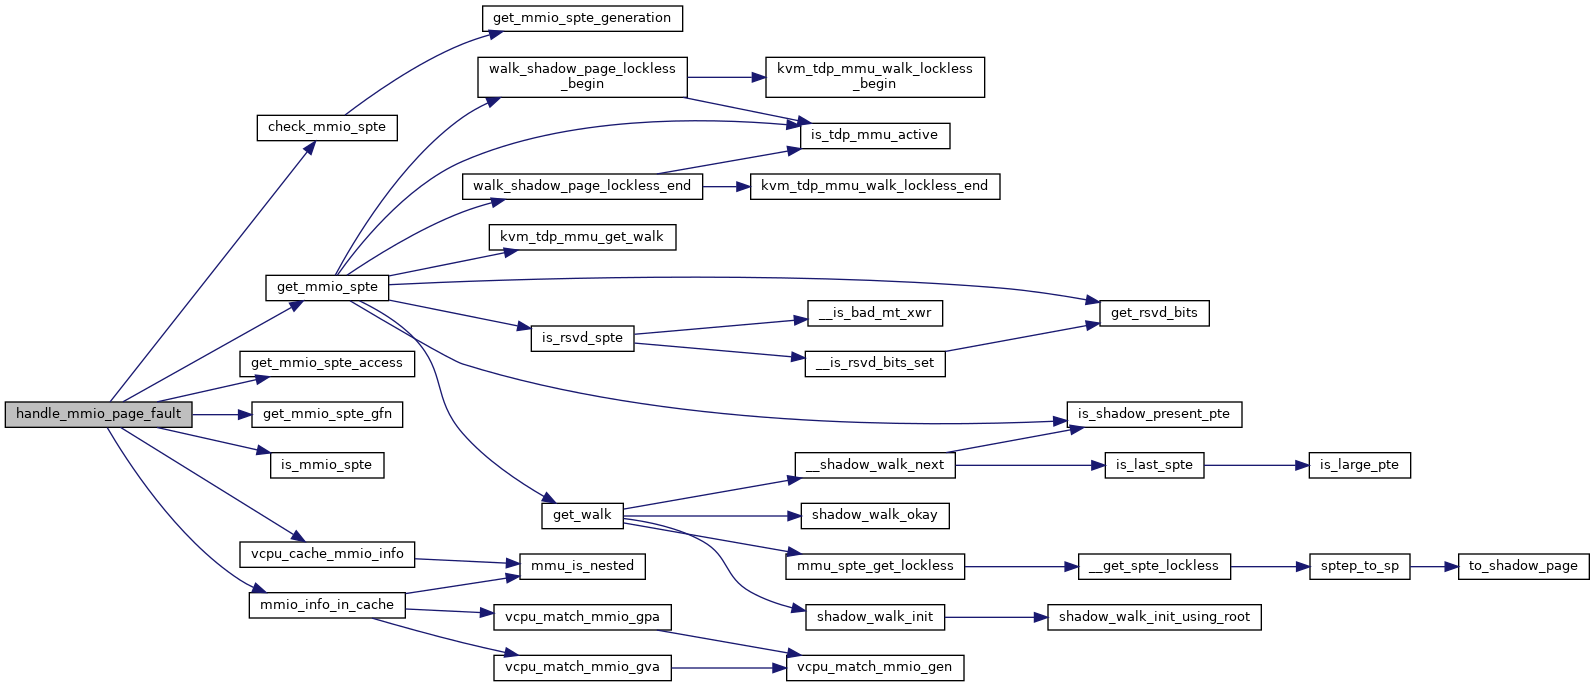 get_mmio_spte_generation
walk_shadow_page_lockless
_begin
kvm_tdp_mmu_walk_lockless
_begin
check_mmio_spte
is_tdp_mmu_active
walk_shadow_page_lockless_end
kvm_tdp_mmu_walk_lockless_end
kvm_tdp_mmu_get_walk
get_mmio_spte
__is_bad_mt_xwr
get_rsvd_bits
is_rsvd_spte
__is_rsvd_bits_set
get_mmio_spte_access
handle_mmio_page_fault
get_mmio_spte_gfn
is_shadow_present_pte
is_mmio_spte
__shadow_walk_next
is_last_spte
is_large_pte
get_walk
shadow_walk_okay
vcpu_cache_mmio_info
mmu_is_nested
mmu_spte_get_lockless
__get_spte_lockless
sptep_to_sp
to_shadow_page
mmio_info_in_cache
vcpu_match_mmio_gpa
shadow_walk_init
shadow_walk_init_using_root
vcpu_match_mmio_gva
vcpu_match_mmio_gen